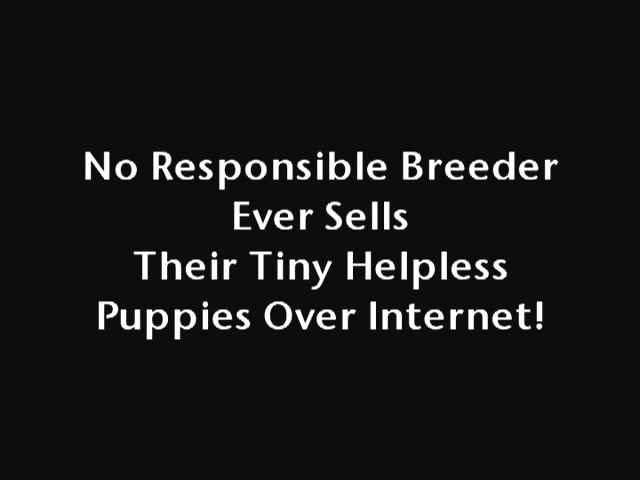 No Responsible Breeder
Ever Sells
Their Tiny Helpless
Puppies Over Internet!